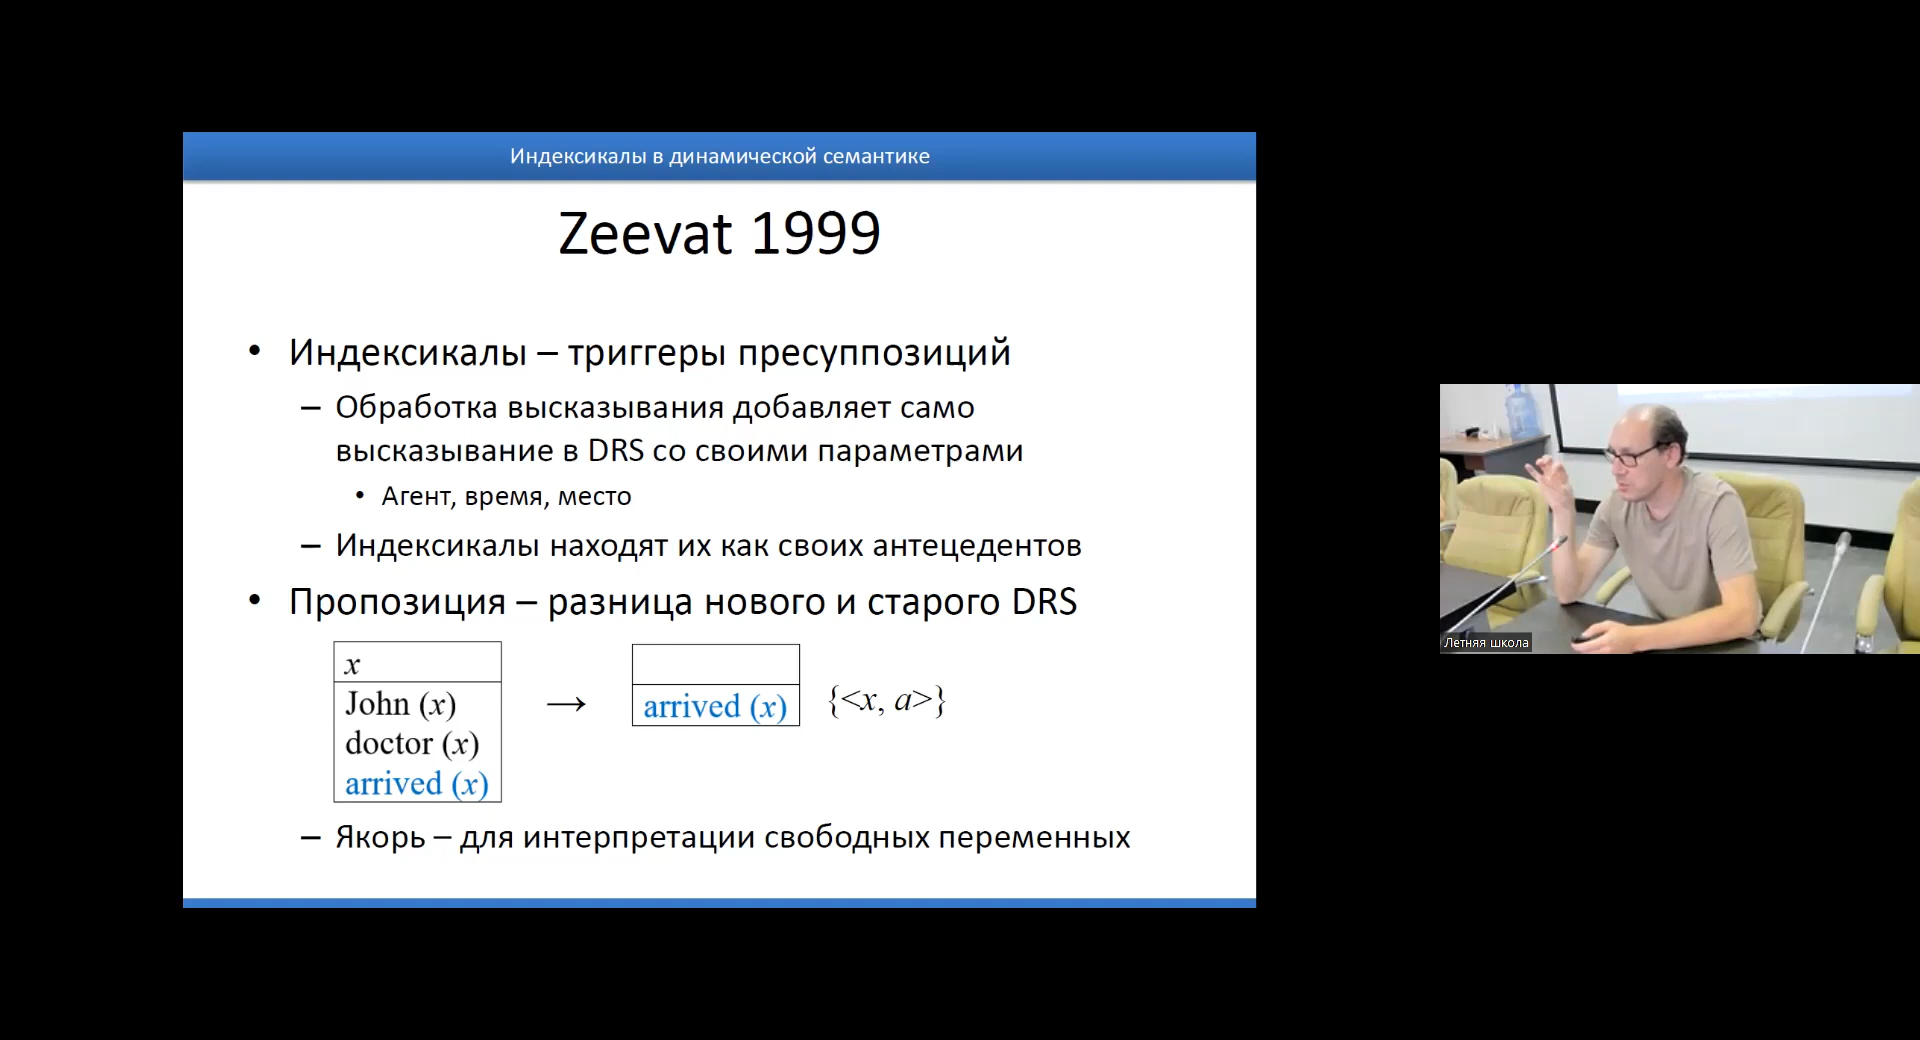 Индексикалы в динамической семантике
Zeevat 1999
• Индексикалы – триггеры пресуппозиций
– Обработка высказывания добавляет само
высказывание в DRS со своими параметрами
• Агент, время, место
– Индексикалы находят их как своих антецедентов
• Пропозиция – разница нового и старого DRS
x
John (x)
doctor (x)
arrived (x)
→
arrived (x)
{<x, a>}
– Якорь – для интерпретации свободных переменных
Летняя школа